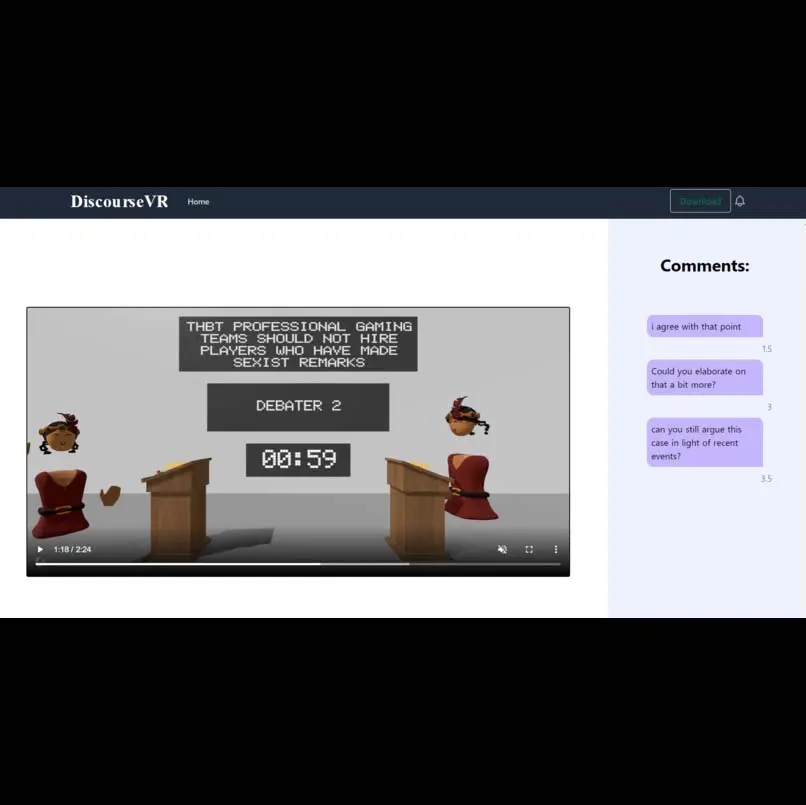 DiscourseVR
Home
Download
Comments:
THBT PROFESSIONAL GAMING
TEAMS SHOULD NOT HIRE
PLAYERS WHO HAVE MADE
SEXIST REMARKS
DEBATER 2
00:59
1:18 / 2:24
i agree with that point
1.5
Could you elaborate on
that a bit more?
3
can you still argue this
case in light of recent
events?
3.5